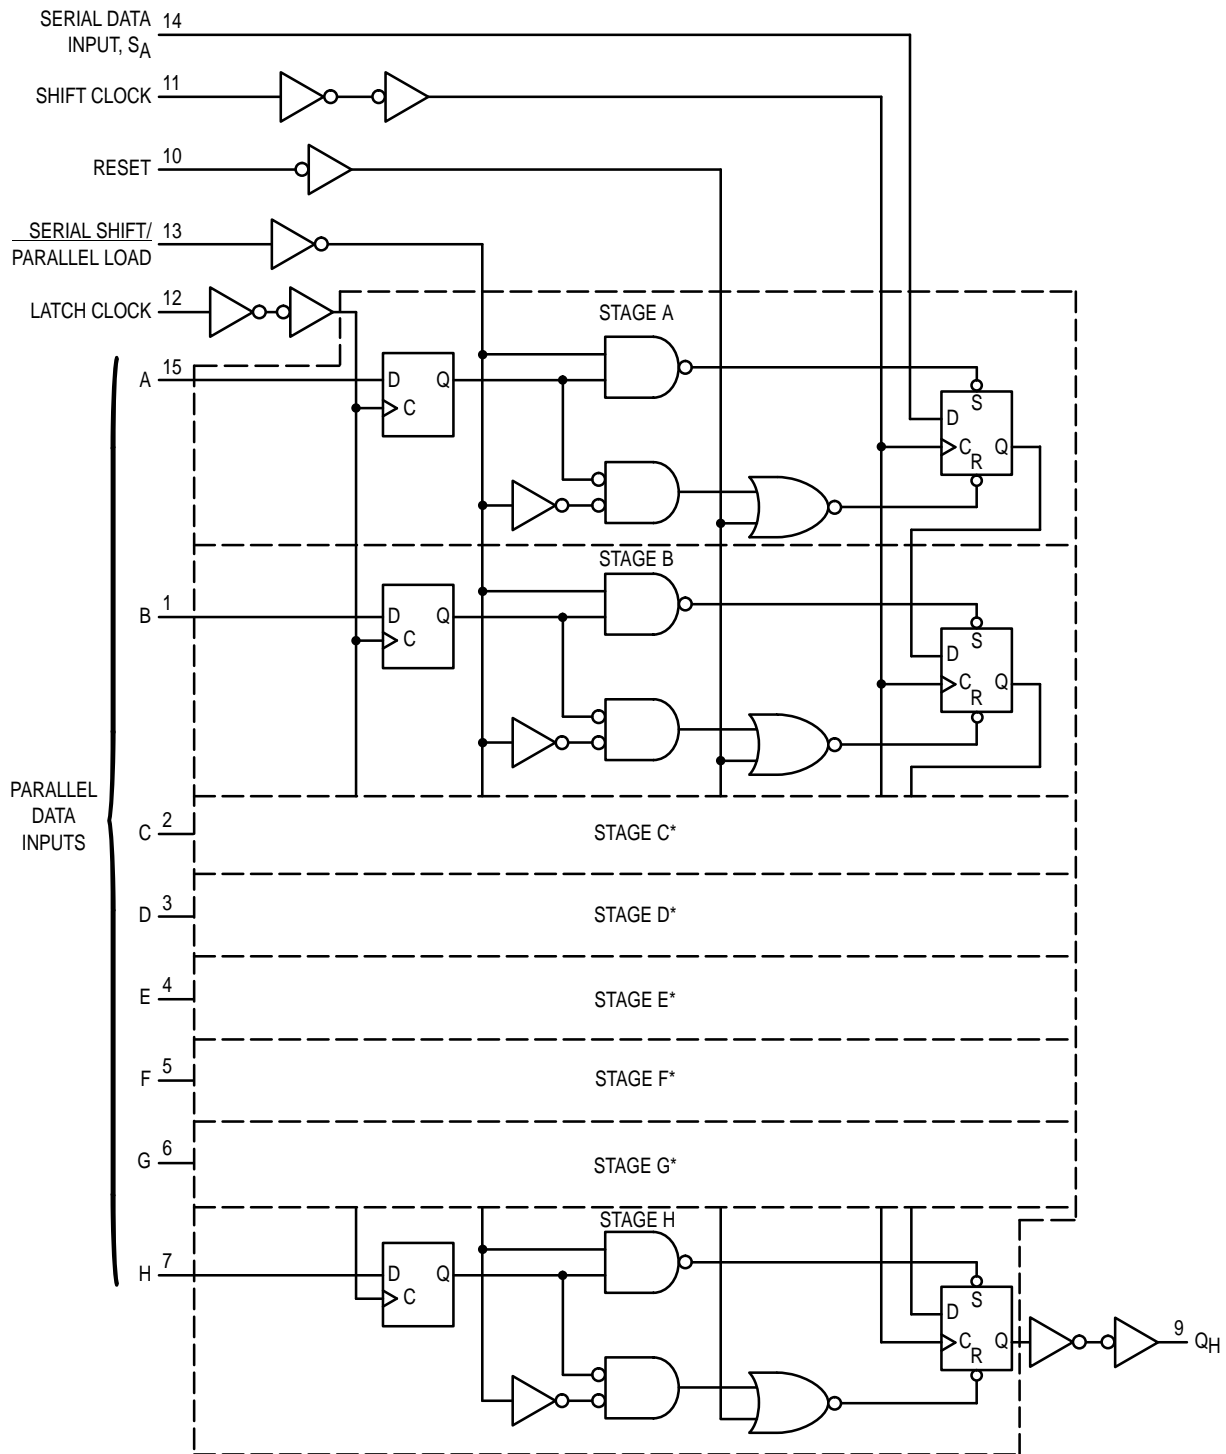 SERIAL DATA 14
INPUT, SA
SHIFT CLOCK 11
RESET 10
SERIAL SHIFT/ 13
PARALLEL LOAD
LATCH CLOCK 12
STAGE A
A 15
D Q
C
S
D
C Q
R
STAGE B
B 1
D Q
C
S
D
C Q
R
PARALLEL
DATA
INPUTS
C 2
STAGE C*
D 3
STAGE D*
E 4
STAGE E*
F 5
STAGE F*
G 6
STAGE G*
STAGE H
H 7
D Q
C
S
D
C Q
R
9 QH